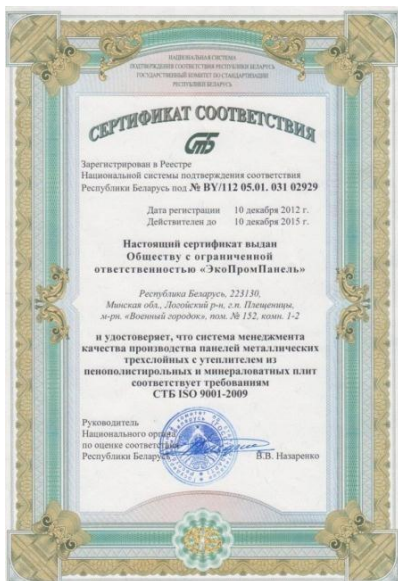 НАЦИОНАЛЬНАЯ СИСТЕМА
ПОДТВЕРЖДЕНИЯ СООТВЕТСТВИЯ РЕСПУБЛИКИ БЕЛАРУСЬ
ГОСУДАРСТВЕННЫЙ КОМИТЕТ ПО СТАНДАРТИЗАЦИИ
РЕСПУБЛИКИ БЕЛАРУСЬ
СЕРТИФИКАТ СООТВЕТСТВИЯ
СТБ
Зарегистрирован в Реестре
Национальной системы подтверждения соответствия
Республики Беларусь под № BY/112 05.01. 031 02929
Дата регистрации 10 декабря 2012 г.
Действителен до 10 декабря 2015 г.
Настоящий сертификат выдан
Обществу с ограниченной
ответственностью «ЭкоПромПанель»
Республика Беларусь, 223130,
Минская обл., Логойский р-н, г.п. Плещеницы,
м-рн. «Военный городок», пом. № 152, комн. 1-2
и удостоверяет, что система менеджмента
качества производства панелей металлических
трехслойных с утеплителем из
пенополистирольных и минераловатных плит
соответствует требованиям
СТБ ISO 9001-2009
Руководитель
Национального органа
по оценке соответствия
Республики Беларусь
В.В. Назаренко